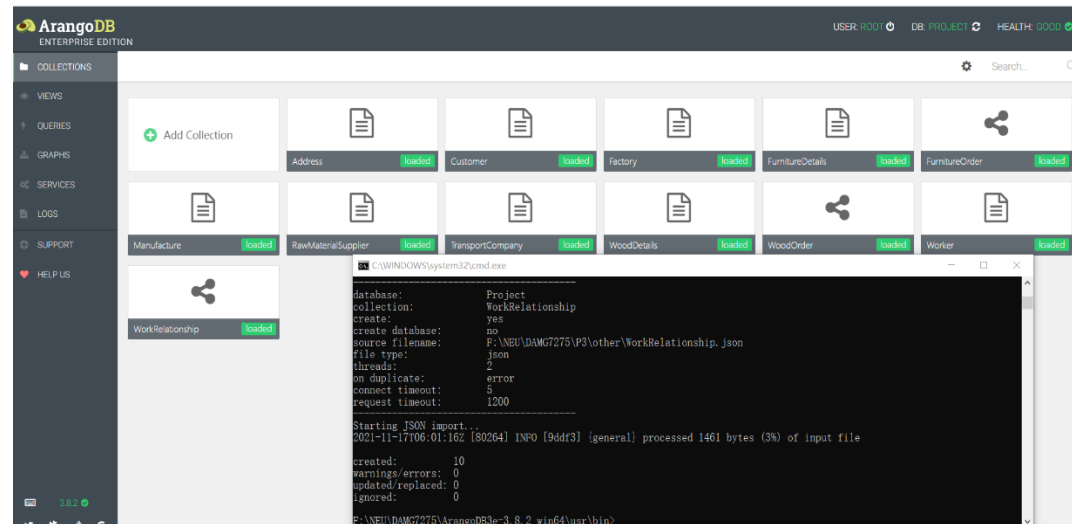 ArangoDB
ENTERPRISE EDITION
USER: ROOT DB: PROJECT HEALTH: GOOD
COLLECTIONS
Search...
VIEWS
QUERIES
GRAPHS
SERVICES
LOGS
SUPPORT
HELP US
Add Collection
Address loaded
Customer loaded
Factory loaded
FurnitureDetails loaded
FurnitureOrder loaded
Manufacture loaded
RawMaterialSupplier loaded
TransportCompany loaded
WoodDetails loaded
WoodOrder loaded
Worker loaded
WorkRelationship loaded
C:\WINDOWS\system32\cmd.exe
database: Project
collection: WorkRelationship
create: yes
create database: no
source filename: F:\NEU\DAMG7275\P3\other\WorkRelationship.json
file type: json
threads: 2
on duplicate: error
connect timeout: 5
request timeout: 1200
Starting JSON import...
2021-11-17T06:01:16Z [80264] INFO [9ddf3] {general} processed 1461 bytes (3%) of input file
created: 10
warnings/errors: 0
updated/replaced: 0
ignored: 0
F:\NEU\DAMG7275\ArangoDB3e-3.8.2_win64\usr\bin>
3.8.2